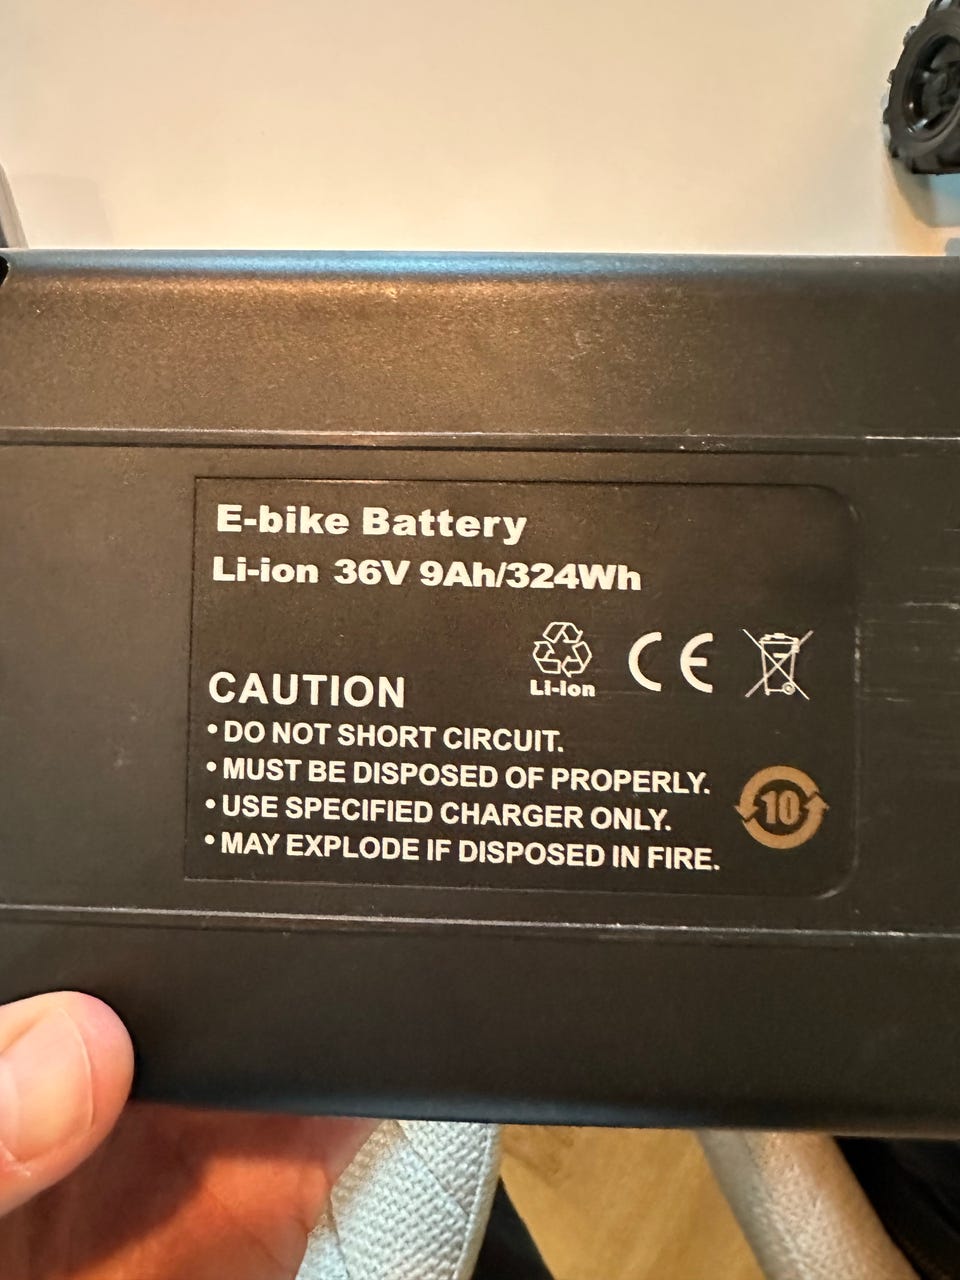 E-bike Battery
Li-ion 36V 9Ah/324Wh
Li-ion
CE
CAUTION
• DO NOT SHORT CIRCUIT.
• MUST BE DISPOSED OF PROPERLY.
• USE SPECIFIED CHARGER ONLY.
• MAY EXPLODE IF DISPOSED IN FIRE.
10